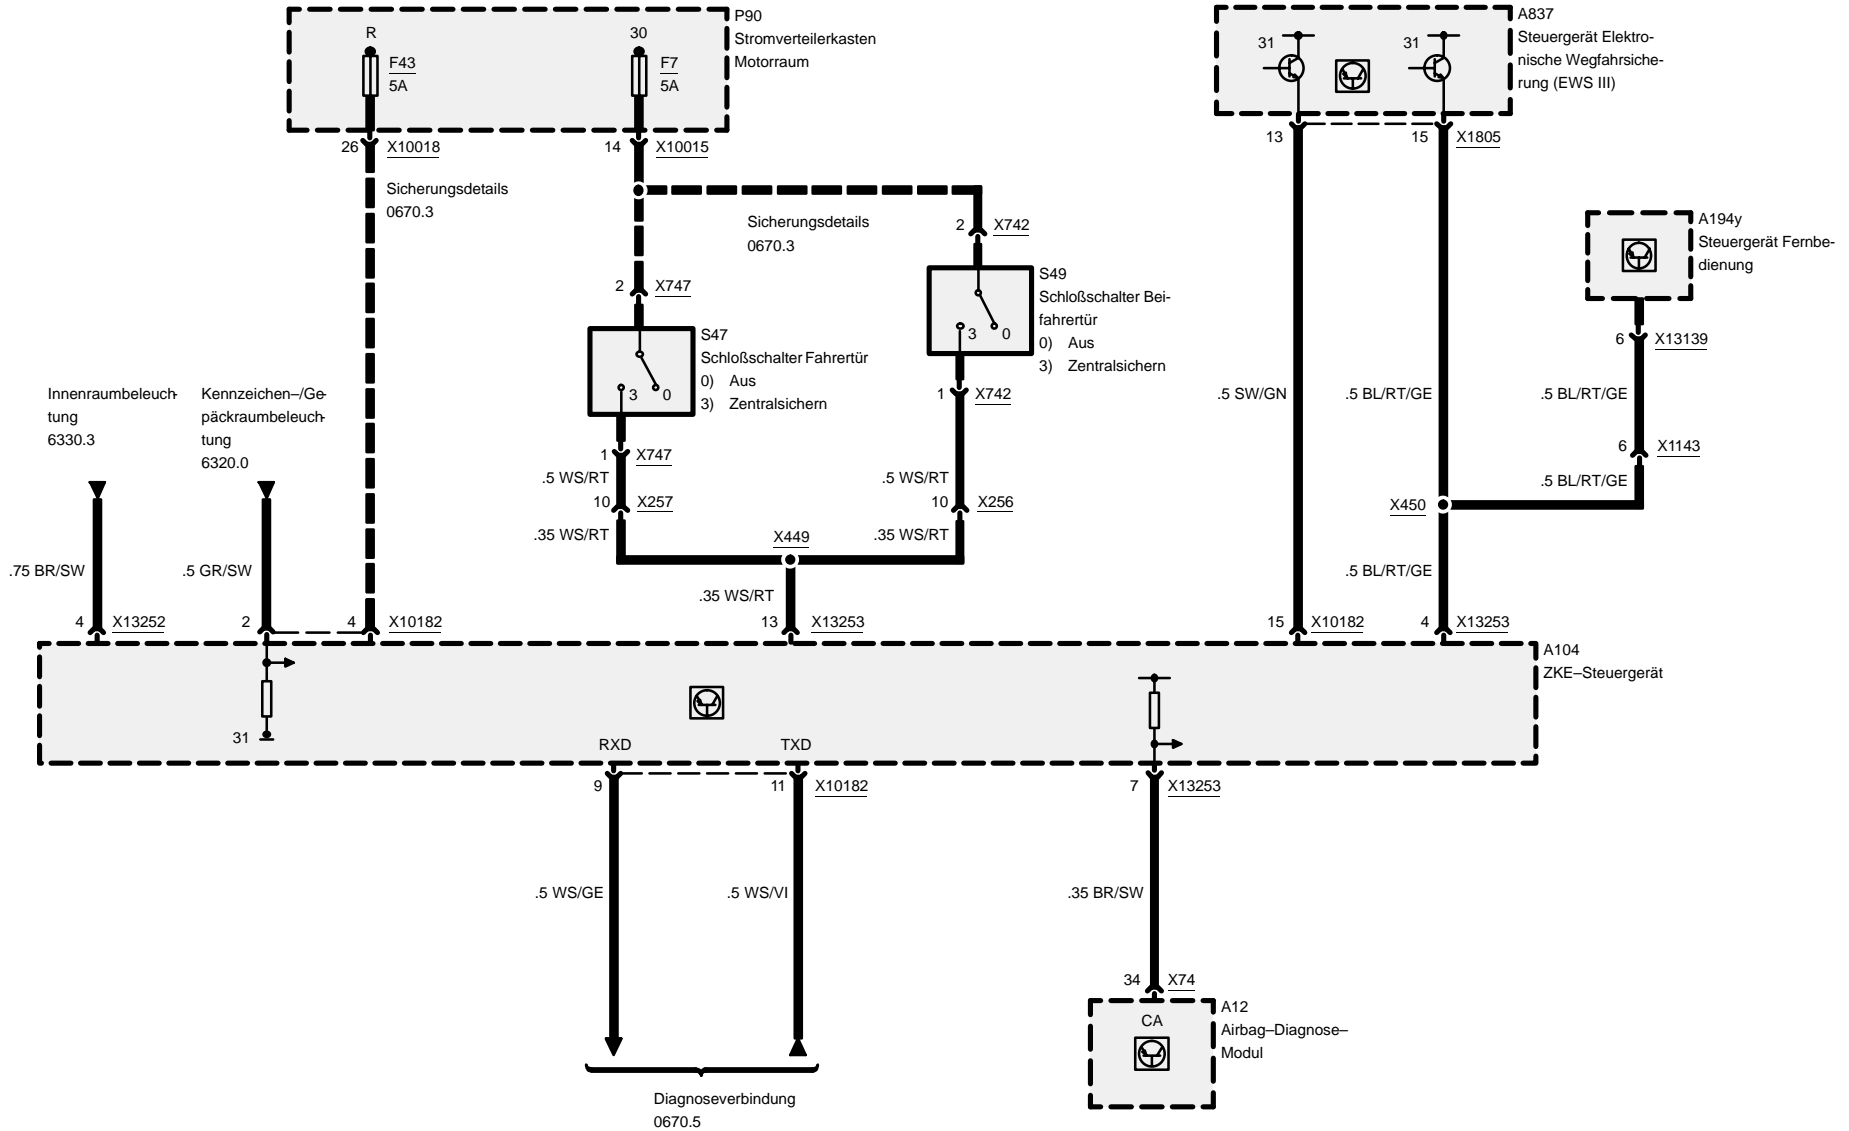 P90
Stromverteilerkasten
Motorraum
R
F43
5A
30
F7
5A
A837
Steuergerät Elektro-
nische Wegfahrsiche-
rung (EWS III)
31
31
26 X10018
14 X10015
13
15 X1805
Sicherungsdetails
0670.3
Sicherungsdetails
0670.3
2 X742
A194y
Steuergerät Fernbe-
dienung
2 X747
S49
Schloßschalter Bei-
fahrertür
0) Aus
3) Zentralsichern
3 0
S47
Schloßschalter Fahrertür
0) Aus
3) Zentralsichern
3 0
6 X13139
1 X742
Innenraumbeleuch-
tung
6330.3
Kennzeichen–/Ge-
päckraumbeleuch-
tung
6320.0
.5 SW/GN
.5 BL/RT/GE
.5 BL/RT/GE
1 X747
6 X1143
.5 WS/RT
.5 WS/RT
.5 BL/RT/GE
10 X257
10 X256
X450
.35 WS/RT
X449
.35 WS/RT
.75 BR/SW
.5 GR/SW
.5 BL/RT/GE
.35 WS/RT
4 X13252
2
4 X10182
13 X13253
15 X10182
4 X13253
A104
ZKE–Steuergerät
31
RXD
TXD
9
11 X10182
7 X13253
.5 WS/GE
.5 WS/VI
.35 BR/SW
34 X74
A12
Airbag–Diagnose–
Modul
CA
Diagnoseverbindung
0670.5